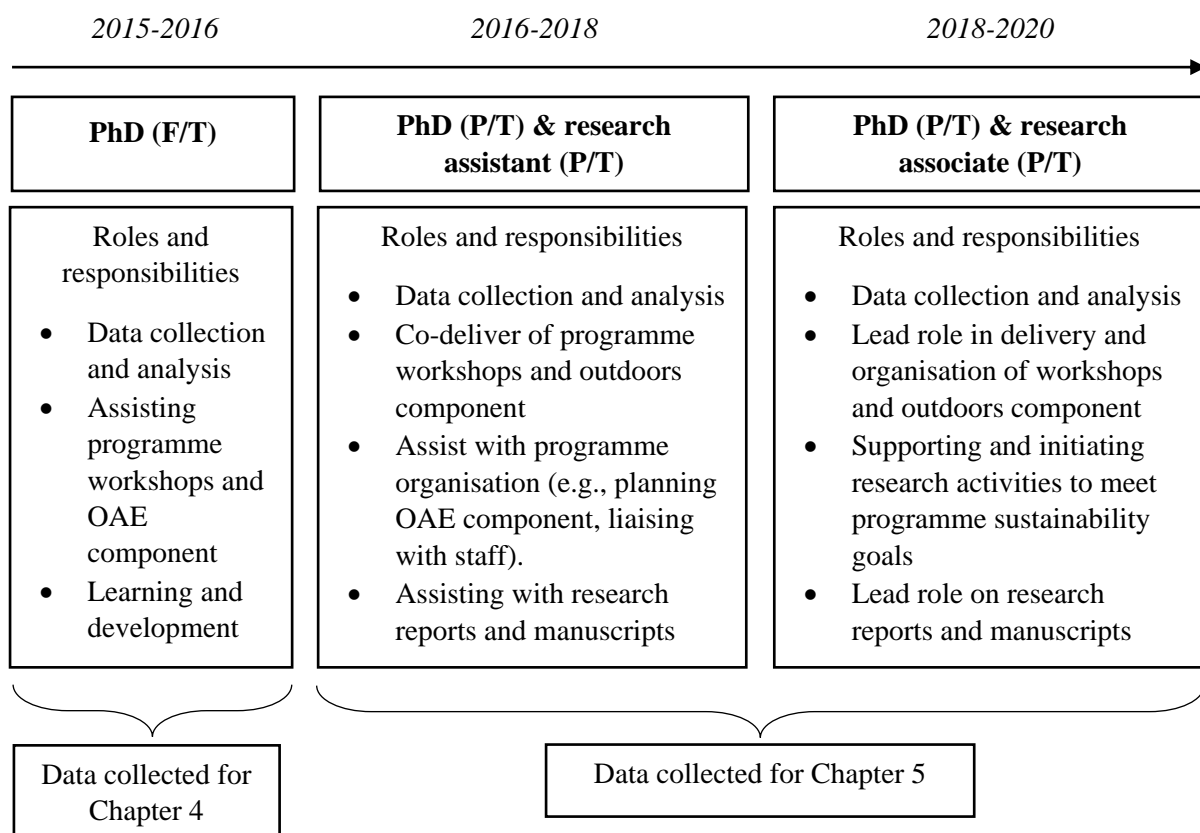 2015-2016
2016-2018
2018-2020
PhD (F/T)
PhD (P/T) & research
assistant (P/T)
PhD (P/T) & research
associate (P/T)
Roles and
responsibilities
• Data collection
and analysis
• Assisting
programme
workshops and
OAE
component
• Learning and
development
Roles and responsibilities
• Data collection and analysis
• Co-deliver of programme
workshops and outdoors
component
• Assist with programme
organisation (e.g., planning
OAE component, liaising
with staff).
• Assisting with research
reports and manuscripts
Roles and responsibilities
• Data collection and analysis
• Lead role in delivery and
organisation of workshops
and outdoors component
• Supporting and initiating
research activities to meet
programme sustainability
goals
• Lead role on research
reports and manuscripts
Data collected for
Chapter 4
Data collected for Chapter 5